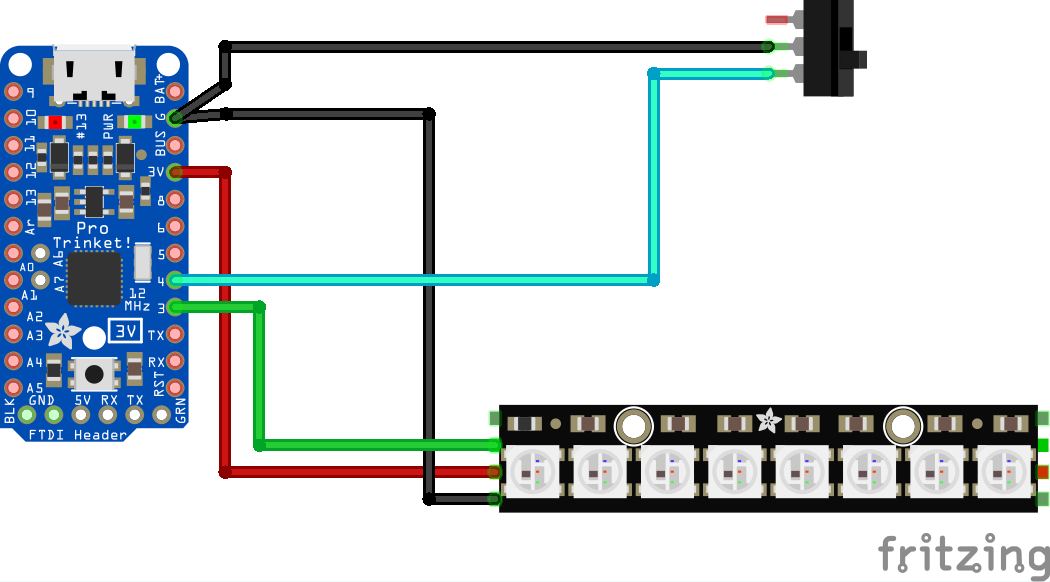 BAT+
G
BUS
3V
8
6
5
4
3
TX
RX
RST
9
10
11
12
13
Ar
A0
A1
A2
A3
A4
A5
#13
PWR
Pro
Trinket!
A6
A7
12
MHz
3V
BLK
GND
5V
RX
TX
GRN
FTDI Header
fritzing